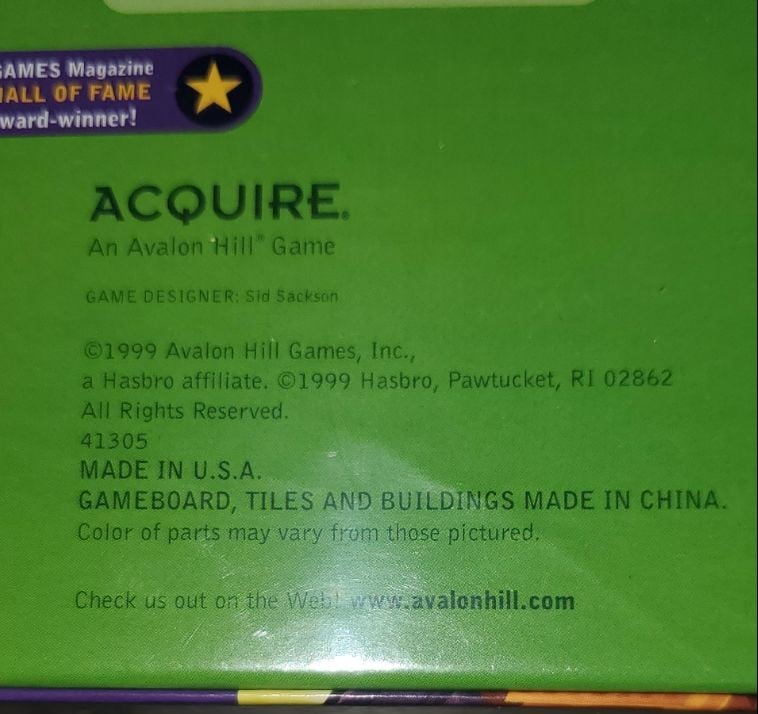 GAMES Magazine
HALL OF FAME
ward-winner!
ACQUIRE®
An Avalon Hill® Game
GAME DESIGNER: Sid Sackson
©1999 Avalon Hill Games, Inc.,
a Hasbro affiliate. ©1999 Hasbro, Pawtucket, RI 02862
All Rights Reserved.
41305
MADE IN U.S.A.
GAMEBOARD, TILES AND BUILDINGS MADE IN CHINA.
Color of parts may vary from those pictured.
Check us out on the Web! www.avalonhill.com